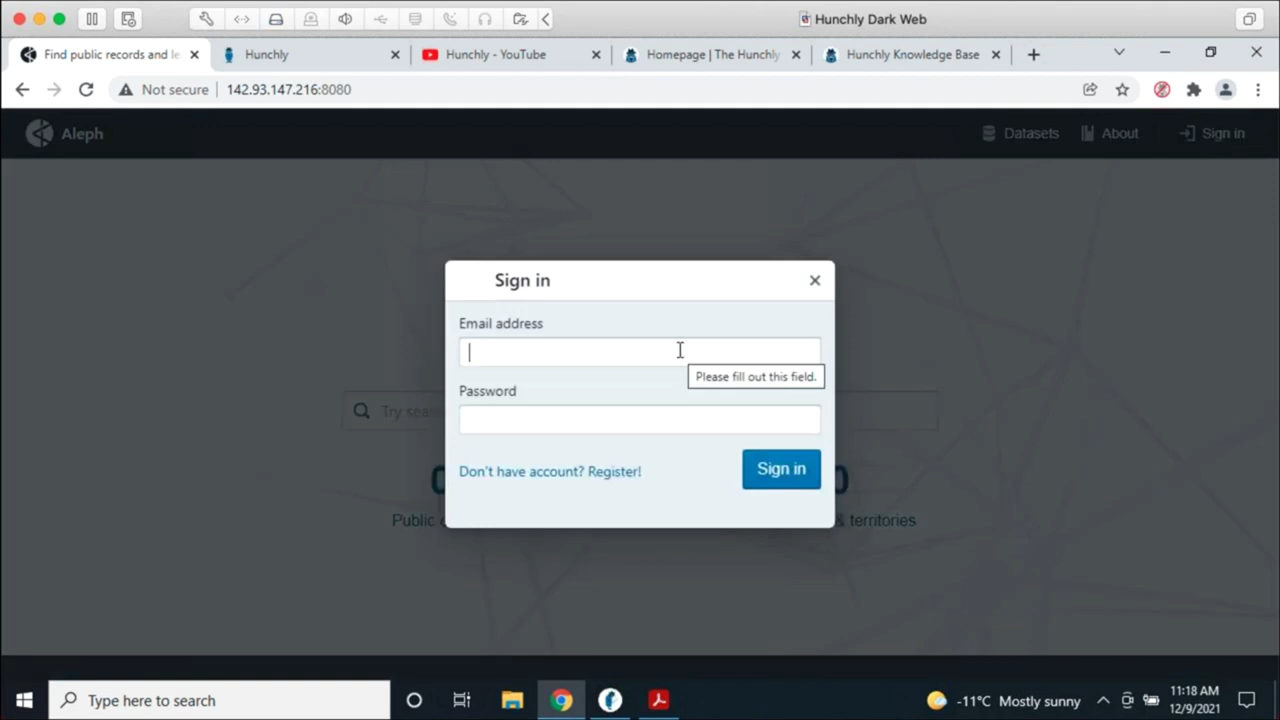 Hunchly Dark Web
Find public records and le
Hunchly
Hunchly - YouTube
Homepage | The Hunchly
Hunchly Knowledge Base
Not secure
142.93.147.216:8080
Aleph
Datasets
About
Sign in
Sign in
Email address
Please fill out this field.
Password
Try sear
Don't have account? Register!
Sign in
Public
territories
Type here to search
-11°C Mostly sunny
11:18 AM
12/9/2021